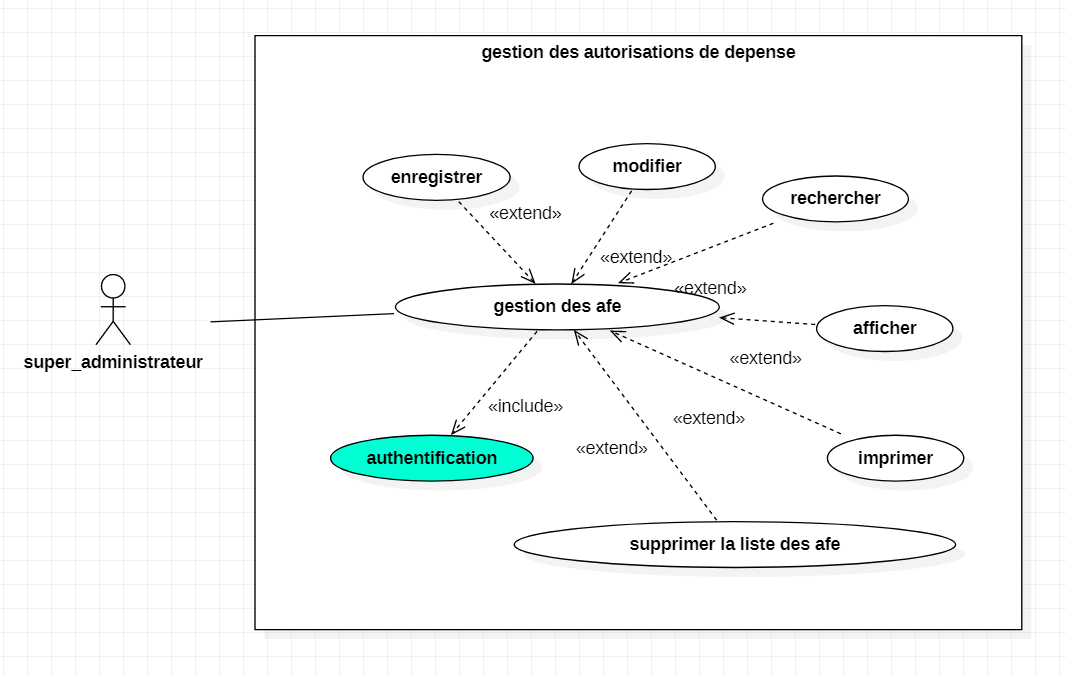 gestion des autorisations de depense
enregistrer
modifier
rechercher
«extend»
«extend»
«extend»
gestion des afe
afficher
super_administrateur
«extend»
«include»
«extend»
«extend»
authentification
imprimer
supprimer la liste des afe